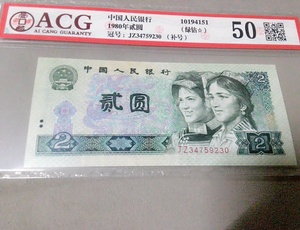 ACG
AI CANG GUARANTY
中国人民银行
10194151
1980年贰圆
(绿钻☆)
冠号: JZ34759230
(补号)
50
中国人民银行
2
贰圆
2
JZ34759230